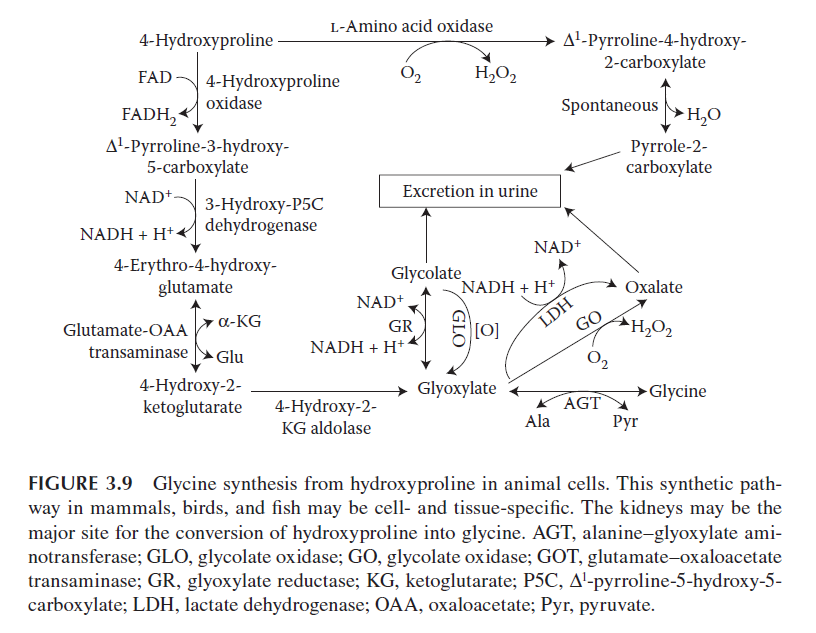 L-Amino acid oxidase
4-Hydroxyproline
Δ¹-Pyrroline-4-hydroxy-
2-carboxylate
O₂
H₂O₂
FAD
FADH₂
4-Hydroxyproline
oxidase
Spontaneous
H₂O
Δ¹-Pyrroline-3-hydroxy-
5-carboxylate
Pyrrole-2-
carboxylate
NAD⁺
NADH + H⁺
3-Hydroxy-P5C
dehydrogenase
Excretion in urine
4-Erythro-4-hydroxy-
glutamate
Glycolate
NAD⁺
NADH + H⁺
Oxalate
NAD⁺
GR
NADH + H⁺
GLO
[O]
LDH
GO
H₂O₂
O₂
Glutamate-OAA
transaminase
α-KG
Glu
4-Hydroxy-2-
ketoglutarate
4-Hydroxy-2-
KG aldolase
Glyoxylate
Glycine
AGT
Ala
Pyr
FIGURE 3.9 Glycine synthesis from hydroxyproline in animal cells. This synthetic path-
way in mammals, birds, and fish may be cell- and tissue-specific. The kidneys may be the
major site for the conversion of hydroxyproline into glycine. AGT, alanine–glyoxylate ami-
notransferase; GLO, glycolate oxidase; GO, glycolate oxidase; GOT, glutamate–oxaloacetate
transaminase; GR, glyoxylate reductase; KG, ketoglutarate; P5C, Δ¹-pyrroline-5-hydroxy-5-
carboxylate; LDH, lactate dehydrogenase; OAA, oxaloacetate; Pyr, pyruvate.